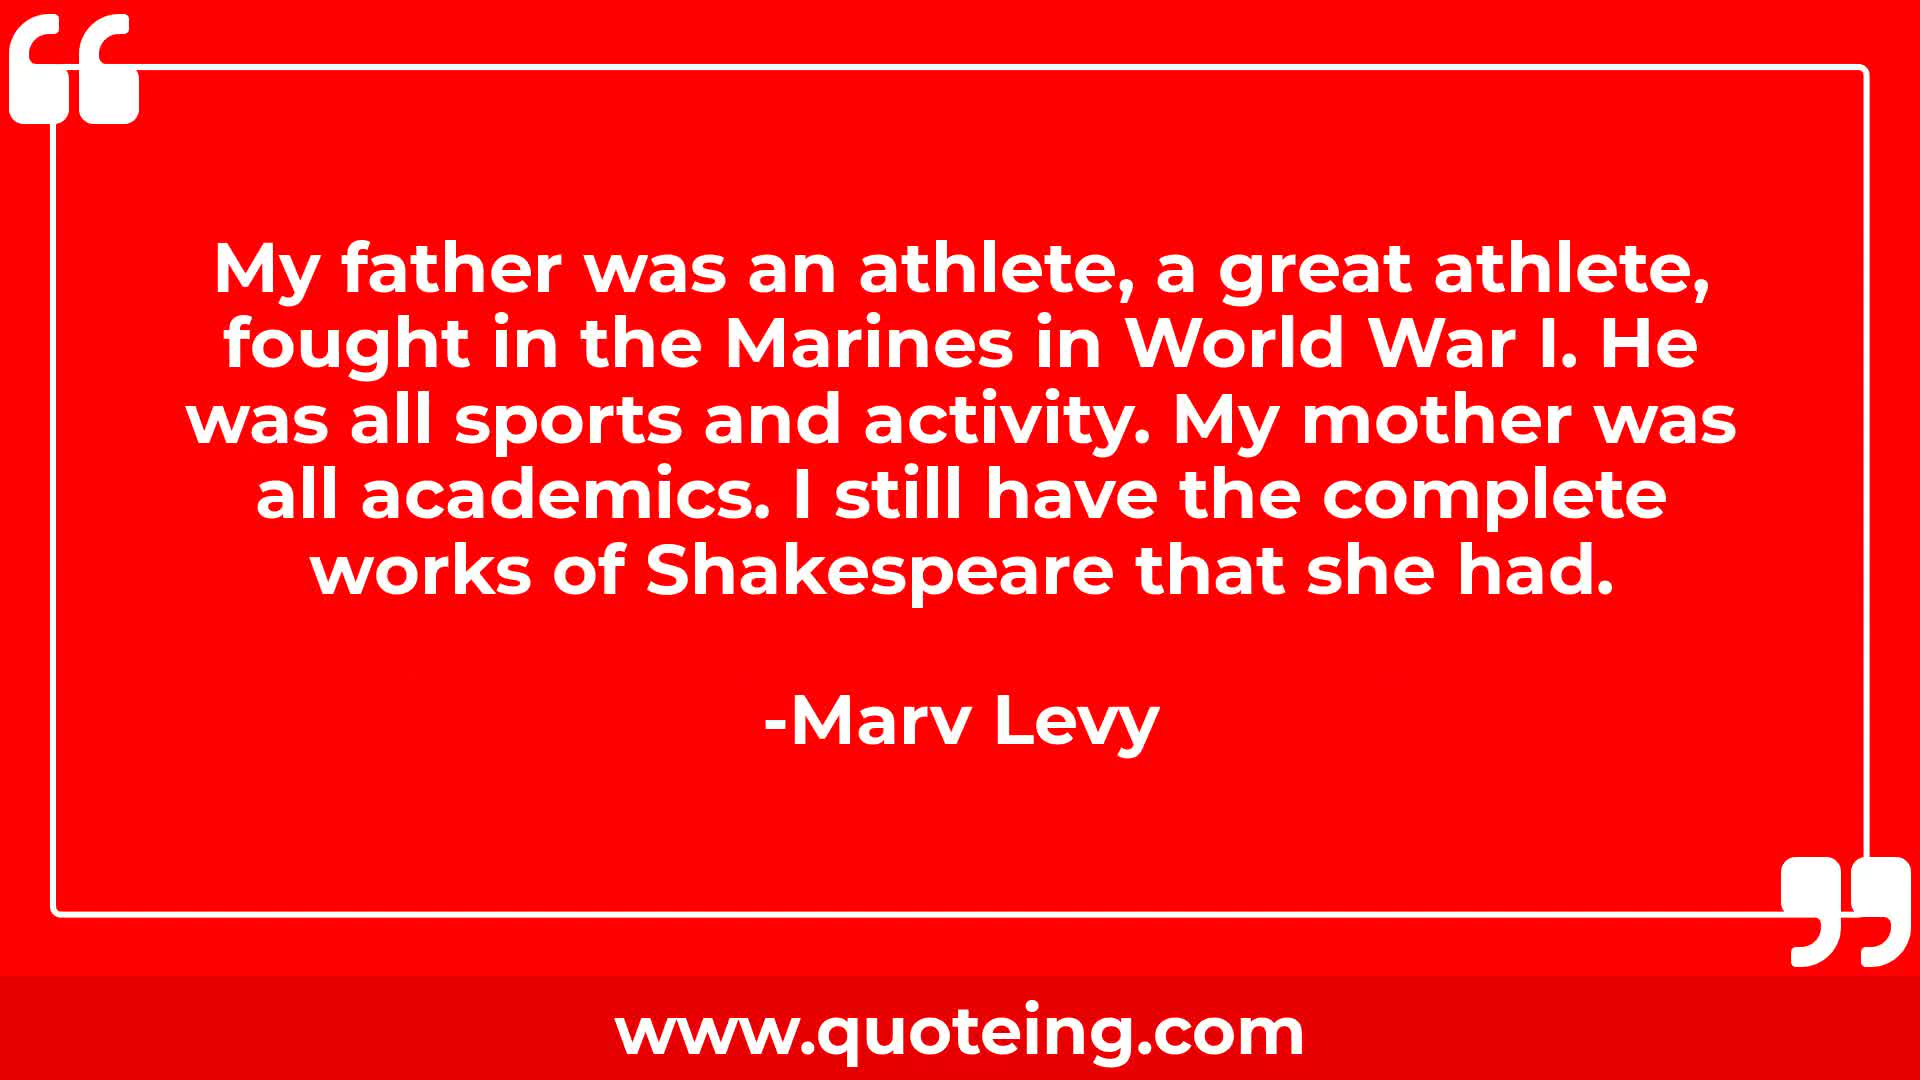 My father was an athlete, a great athlete,
fought in the Marines in World War I. He
was all sports and activity. My mother was
all academics. I still have the complete
works of Shakespeare that she had.
-Marv Levy
www.quoteing.com